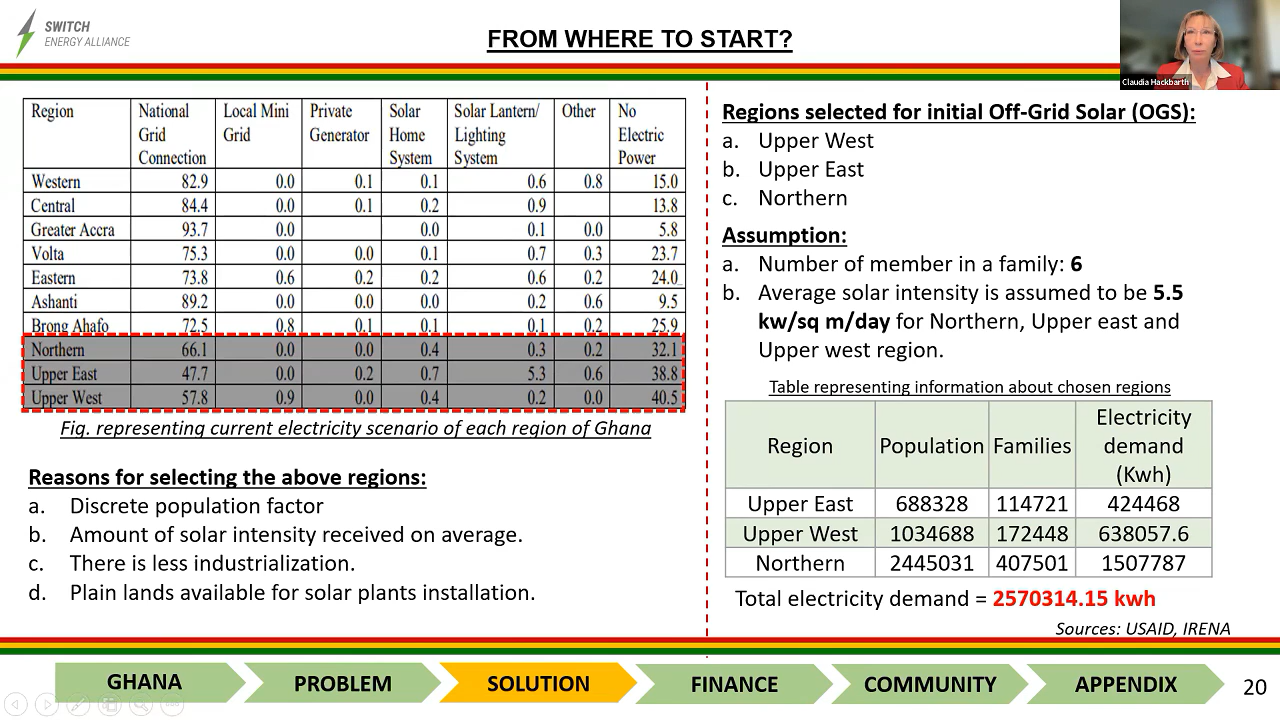 SWITCH
ENERGY ALLIANCE
FROM WHERE TO START?
Claudia Hackbarth
Region National Grid Connection Local Mini Grid Private Generator Solar Home System Solar Lantern/ Lighting System Other No Electric Power
Western 82.9 0.0 0.1 0.1 0.6 0.8 15.0
Central 84.4 0.0 0.1 0.2 0.9 13.8
Greater Accra 93.7 0.0 0.0 0.1 0.0 5.8
Volta 75.3 0.0 0.0 0.1 0.7 0.3 23.7
Eastern 73.8 0.6 0.2 0.2 0.6 0.2 24.0
Ashanti 89.2 0.0 0.0 0.0 0.2 0.6 9.5
Brong Ahafo 72.5 0.8 0.1 0.1 0.1 0.2 25.9
Northern 66.1 0.0 0.0 0.4 0.3 0.2 32.1
Upper East 47.7 0.0 0.2 0.7 5.3 0.6 38.8
Upper West 57.8 0.9 0.0 0.4 0.2 0.0 40.5
Fig. representing current electricity scenario of each region of Ghana
Reasons for selecting the above regions:
a. Discrete population factor
b. Amount of solar intensity received on average.
c. There is less industrialization.
d. Plain lands available for solar plants installation.
Regions selected for initial Off-Grid Solar (OGS):
a. Upper West
b. Upper East
c. Northern
Assumption:
a. Number of member in a family: 6
b. Average solar intensity is assumed to be 5.5
kw/sq m/day for Northern, Upper east and
Upper west region.
Table representing information about chosen regions
Region Population Families Electricity demand (Kwh)
Upper East 688328 114721 424468
Upper West 1034688 172448 638057.6
Northern 2445031 407501 1507787
Total electricity demand = 2570314.15 kwh
Sources: USAID, IRENA
GHANA PROBLEM SOLUTION FINANCE COMMUNITY APPENDIX
20